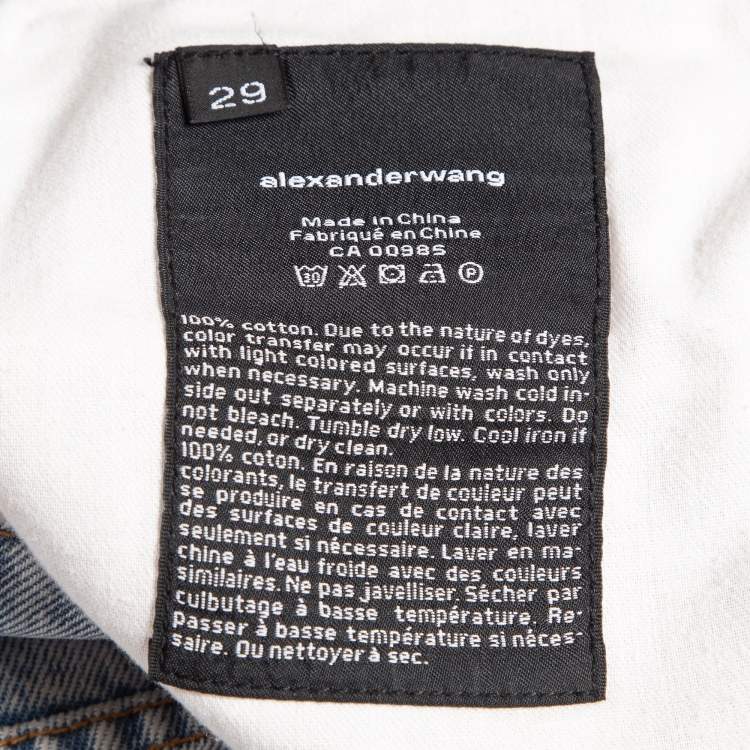 29
alexanderwang
Made in China
Fabriqué en Chine
CA 00985
30
P
100% cotton. Due to the nature of dyes,
color transfer may occur if in contact
with light colored surfaces, wash only
when necessary. Machine wash cold in-
side out separately or with colors. Do
not bleach. Tumble dry low. Cool iron if
needed, or dry clean.
100% coton. En raison de la nature des
colorants, le transfert de couleur peut
se produire en cas de contact avec
des surfaces de couleur claire, laver
seulement si nécessaire. Laver en ma-
chine à l'eau froide avec des couleurs
similaires. Ne pas javelliser. Sécher par
culbutage à basse température. Re-
passer à basse température si néces-
saire. Ou nettoyer à sec.